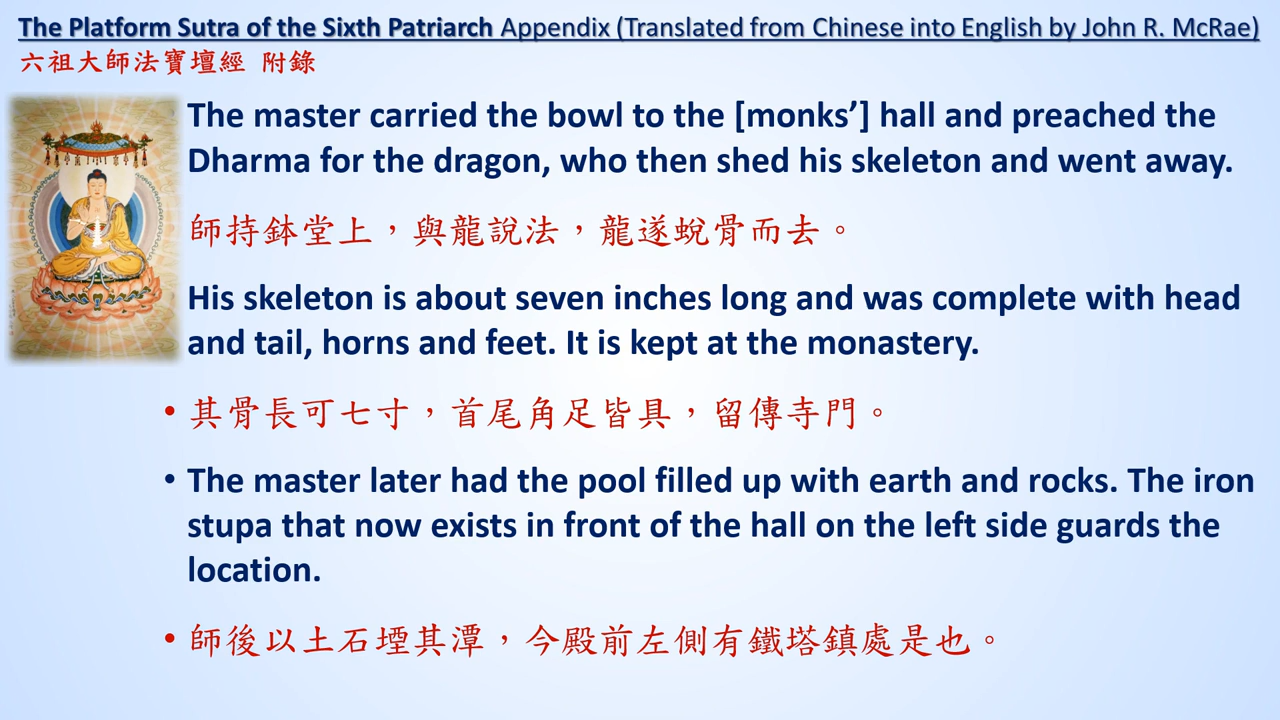 The Platform Sutra of the Sixth Patriarch Appendix (Translated from Chinese into English by John R. McRae)
六祖大師法寶壇經 附錄
The master carried the bowl to the [monks’] hall and preached the
Dharma for the dragon, who then shed his skeleton and went away.
師持鉢堂上，與龍說法，龍遂蛻骨而去。
His skeleton is about seven inches long and was complete with head
and tail, horns and feet. It is kept at the monastery.
• 其骨長可七寸，首尾角足皆具，留傳寺門。
• The master later had the pool filled up with earth and rocks. The iron
stupa that now exists in front of the hall on the left side guards the
location.
• 師後以土石堙其潭，今殿前左側有鐵塔鎮處是也。